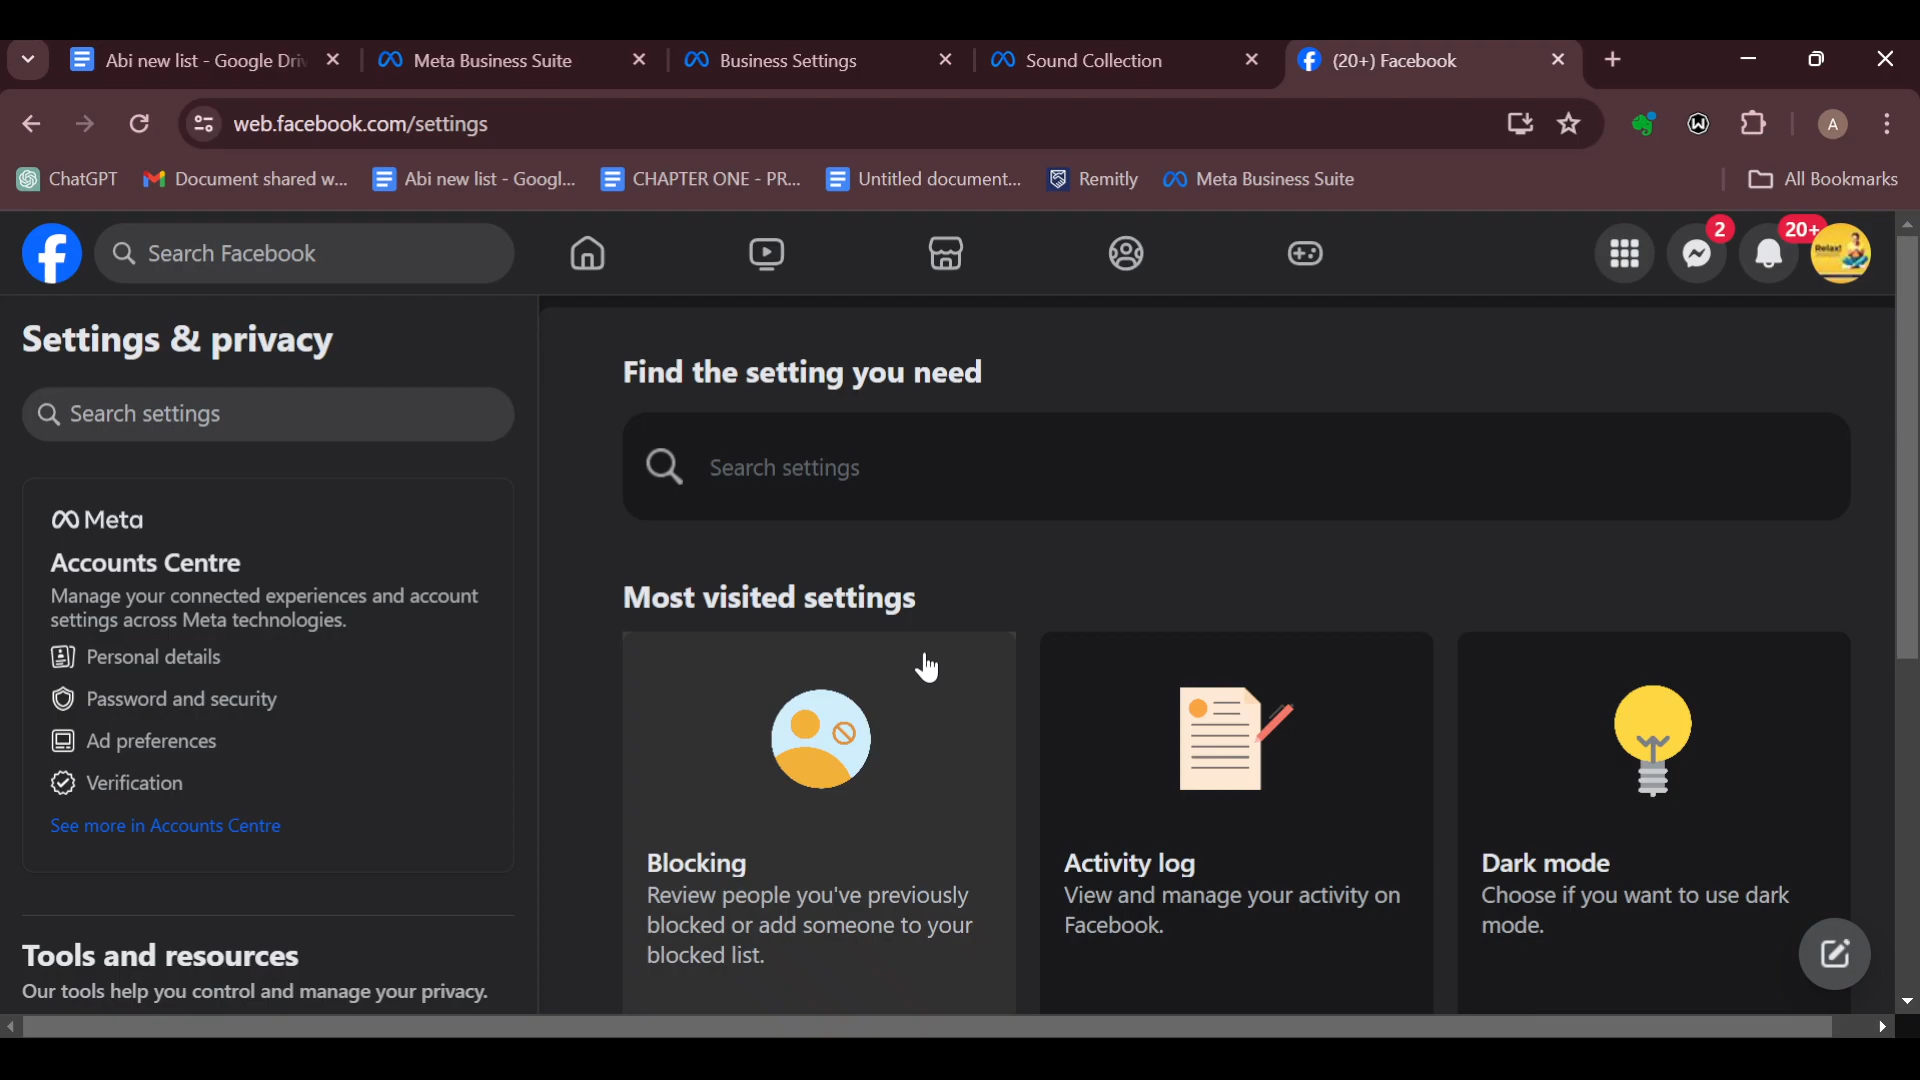 Abi new list - Google Dri
Meta Business Suite
Business Settings
Sound Collection
(20+) Facebook
web.facebook.com/settings
A
ChatGPT
Document shared w...
Abi new list - Googl...
CHAPTER ONE - PR...
Untitled document...
Remitly
Meta Business Suite
All Bookmarks
Search Facebook
2
20+
Relax!
Settings & privacy
Search settings
Meta
Accounts Centre
Manage your connected experiences and account
settings across Meta technologies.
Personal details
Password and security
Ad preferences
Verification
See more in Accounts Centre
Tools and resources
Our tools help you control and manage your privacy.
Find the setting you need
Search settings
Most visited settings
Blocking
Review people you've previously
blocked or add someone to your
blocked list.
Activity log
View and manage your activity on
Facebook.
Dark mode
Choose if you want to use dark
mode.